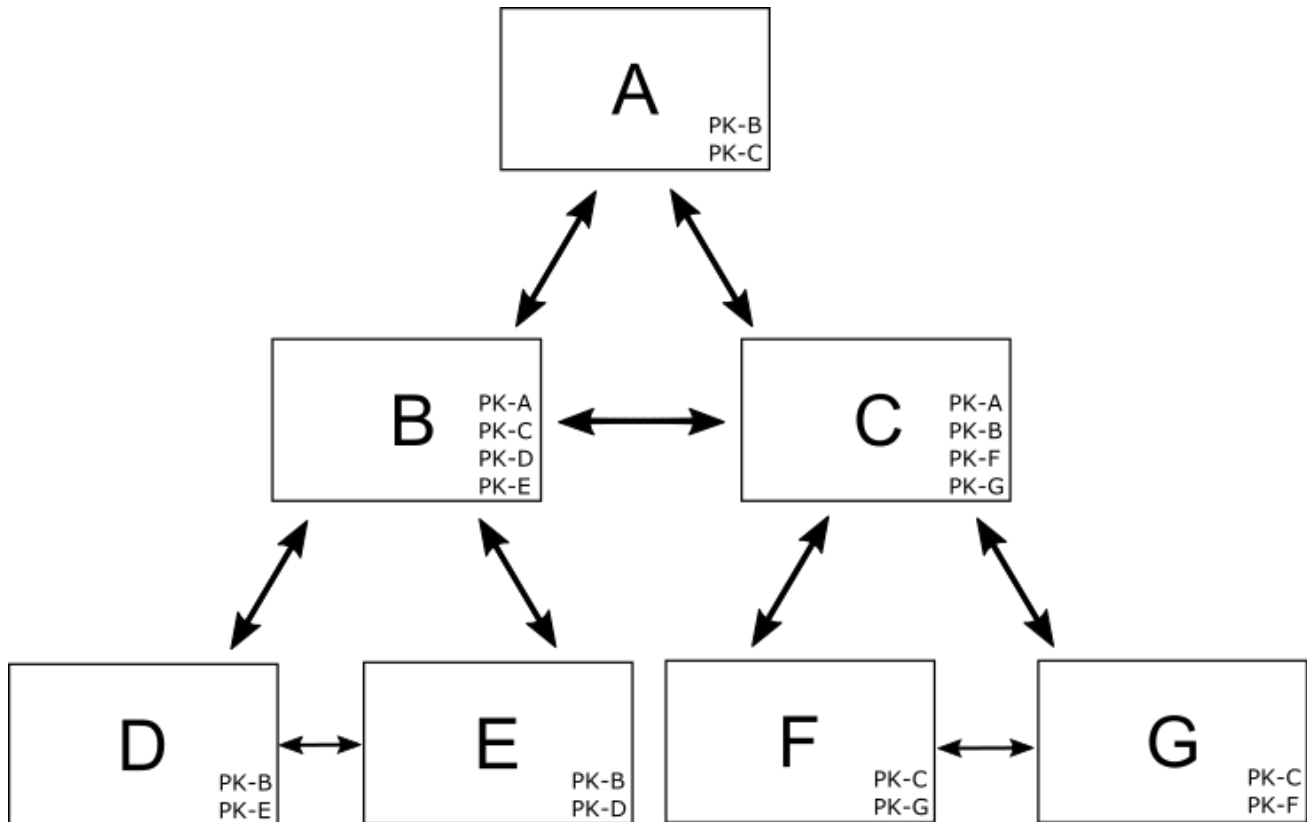 A
PK-B
PK-C
B
PK-A
PK-C
PK-D
PK-E
C
PK-A
PK-B
PK-F
PK-G
D
PK-B
PK-E
E
PK-B
PK-D
F
PK-C
PK-G
G
PK-C
PK-F